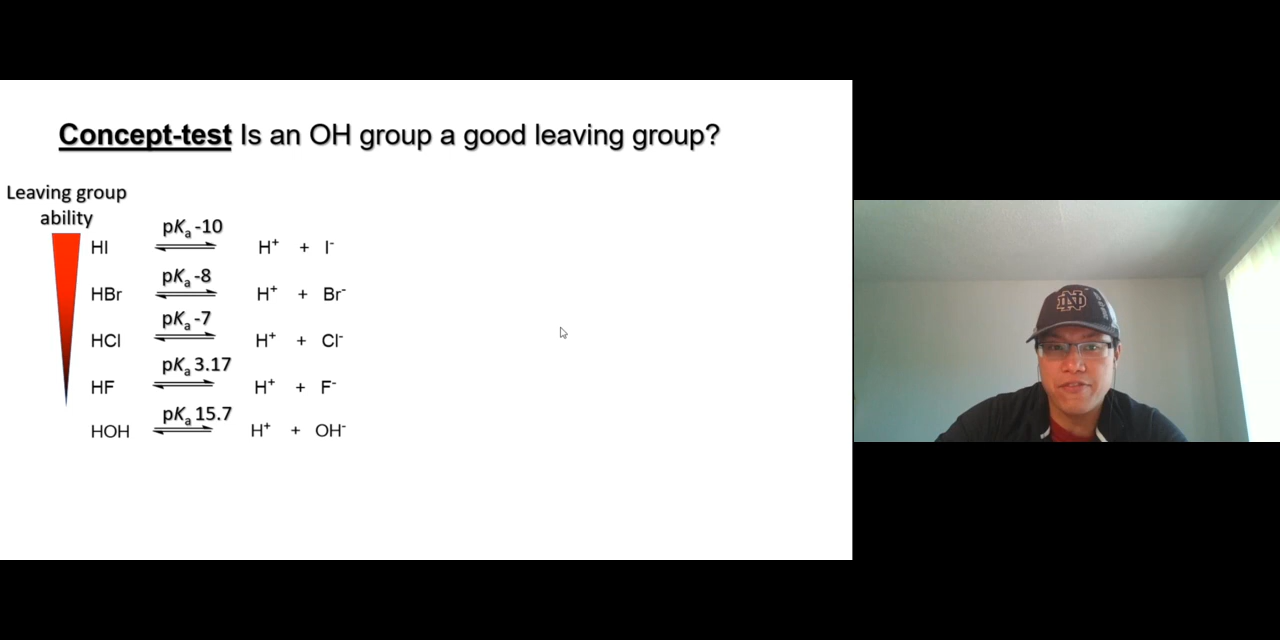 Concept-test Is an OH group a good leaving group?
Leaving group
ability
pKa -10
HI H+ + I-
pKa -8
HBr H+ + Br-
pKa -7
HCl H+ + Cl-
pKa 3.17
HF H+ + F-
pKa 15.7
HOH H+ + OH-
ND